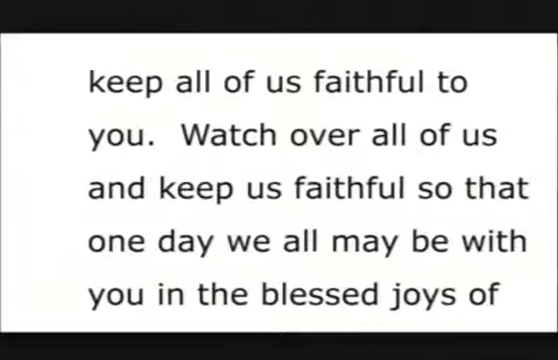 keep all of us faithful to
you.  Watch over all of us
and keep us faithful so that
one day we all may be with
you in the blessed joys of